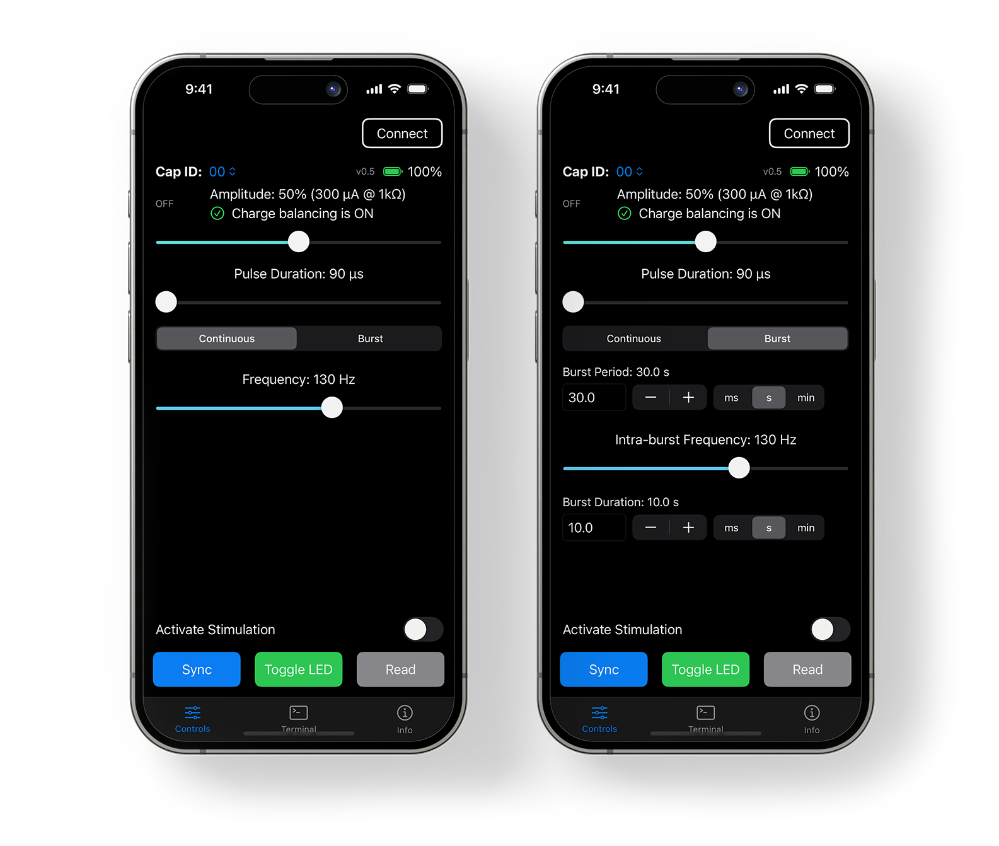 9:41
Connect
Cap ID: 00
v0.5 100%
OFF
Amplitude: 50% (300 µA @ 1kΩ)
Charge balancing is ON
Pulse Duration: 90 µs
Continuous Burst
Frequency: 130 Hz
Activate Stimulation
Sync Toggle LED Read
Controls Terminal Info
9:41
Connect
Cap ID: 00
v0.5 100%
OFF
Amplitude: 50% (300 µA @ 1kΩ)
Charge balancing is ON
Pulse Duration: 90 µs
Continuous Burst
Burst Period: 30.0 s
30.0 − + ms s min
Intra-burst Frequency: 130 Hz
Burst Duration: 10.0 s
10.0 − + ms s min
Activate Stimulation
Sync Toggle LED Read
Controls Terminal Info